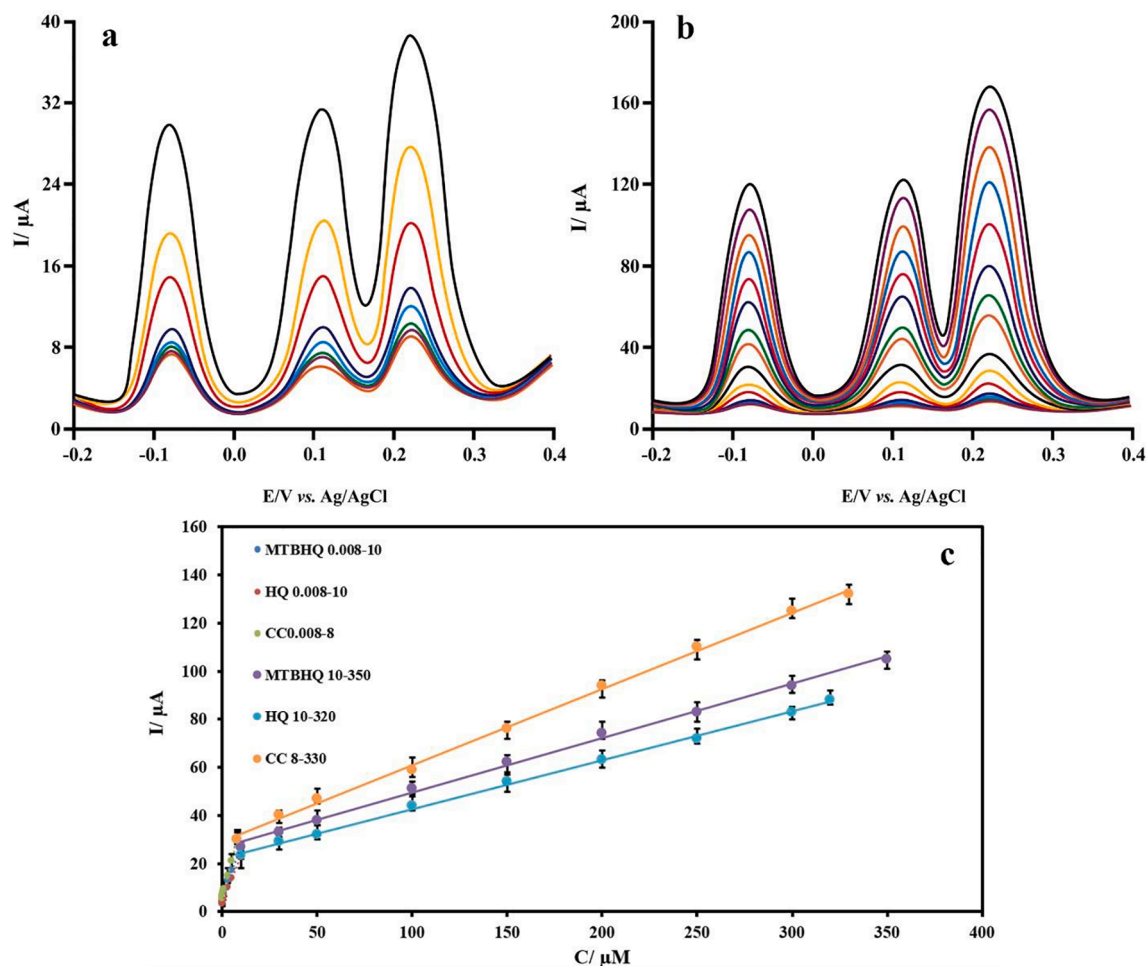 a
I/ µA
40
32
24
16
8
0
-0.2 -0.1 0.0 0.1 0.2 0.3 0.4
E/V vs. Ag/AgCl
b
I/ µA
200
160
120
80
40
0
-0.2 -0.1 0.0 0.1 0.2 0.3 0.4
E/V vs. Ag/AgCl
c
I/ µA
160
140
120
100
80
60
40
20
0
MTBHQ 0.008-10
HQ 0.008-10
CC0.008-8
MTBHQ 10-350
HQ 10-320
CC 8-330
0 50 100 150 200 250 300 350 400
C/ µM